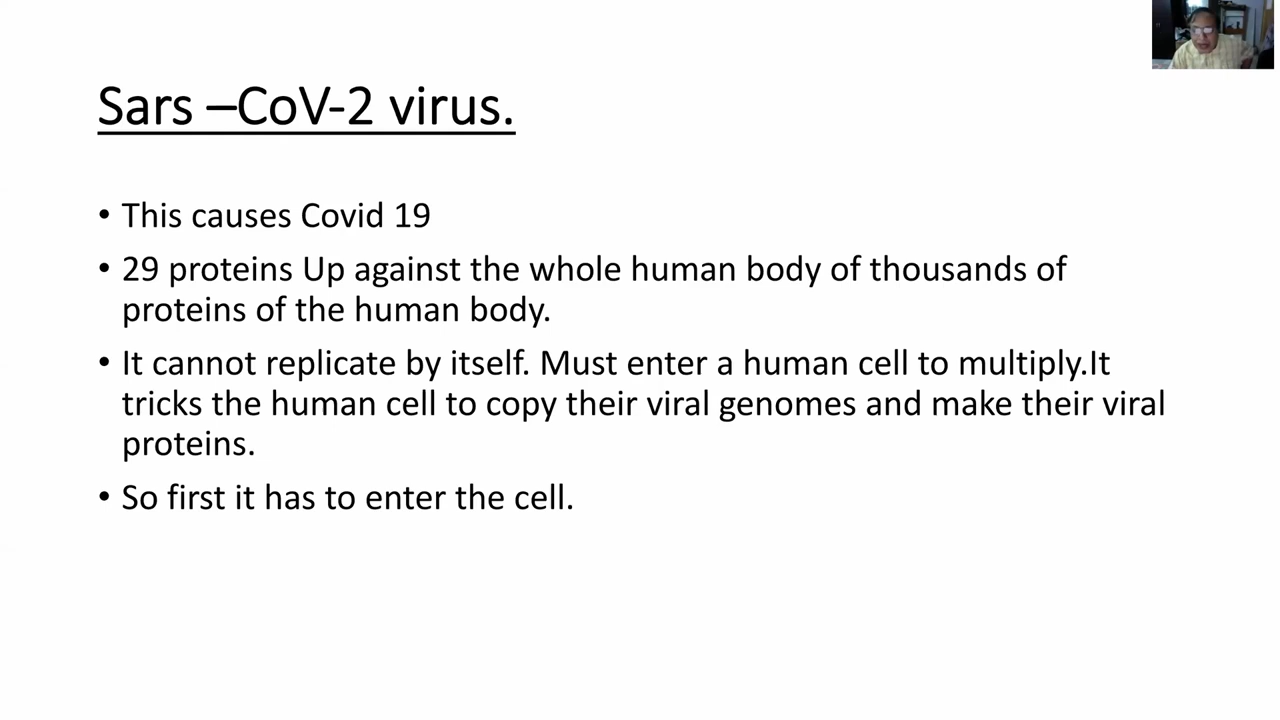 Sars –CoV-2 virus.
• This causes Covid 19
• 29 proteins Up against the whole human body of thousands of
proteins of the human body.
• It cannot replicate by itself. Must enter a human cell to multiply.It
tricks the human cell to copy their viral genomes and make their viral
proteins.
• So first it has to enter the cell.